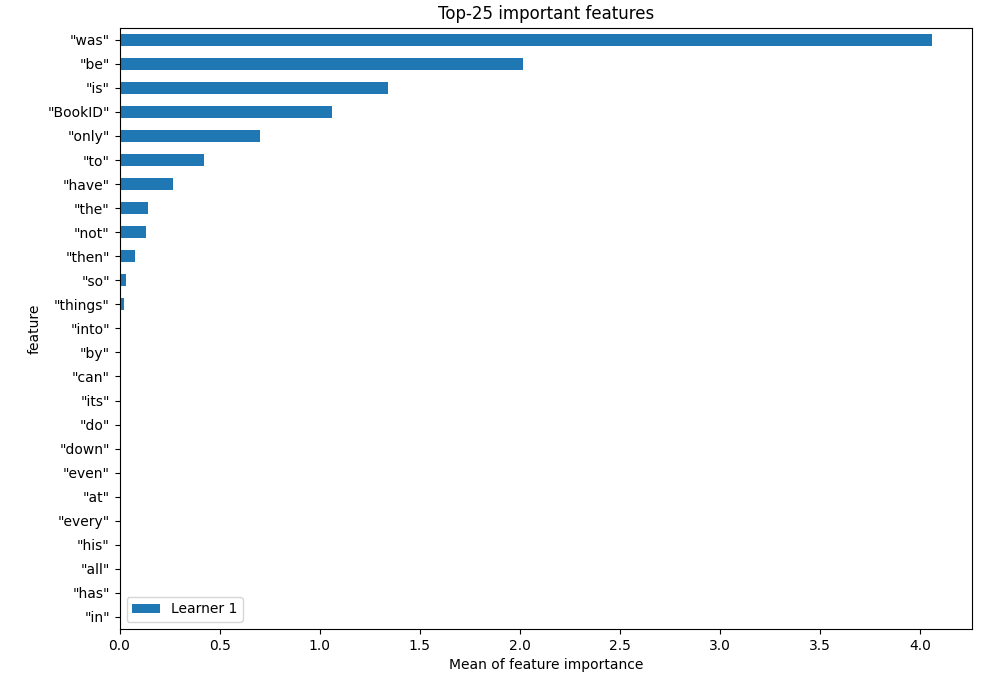 Top-25 important features
"was"
"be"
"is"
"BookID"
"only"
"to"
"have"
"the"
"not"
"then"
"so"
"things"
"into"
"by"
"can"
"its"
"do"
"down"
"even"
"at"
"every"
"his"
"all"
"has"
"in"
feature
Learner 1
0.0 0.5 1.0 1.5 2.0 2.5 3.0 3.5 4.0
Mean of feature importance